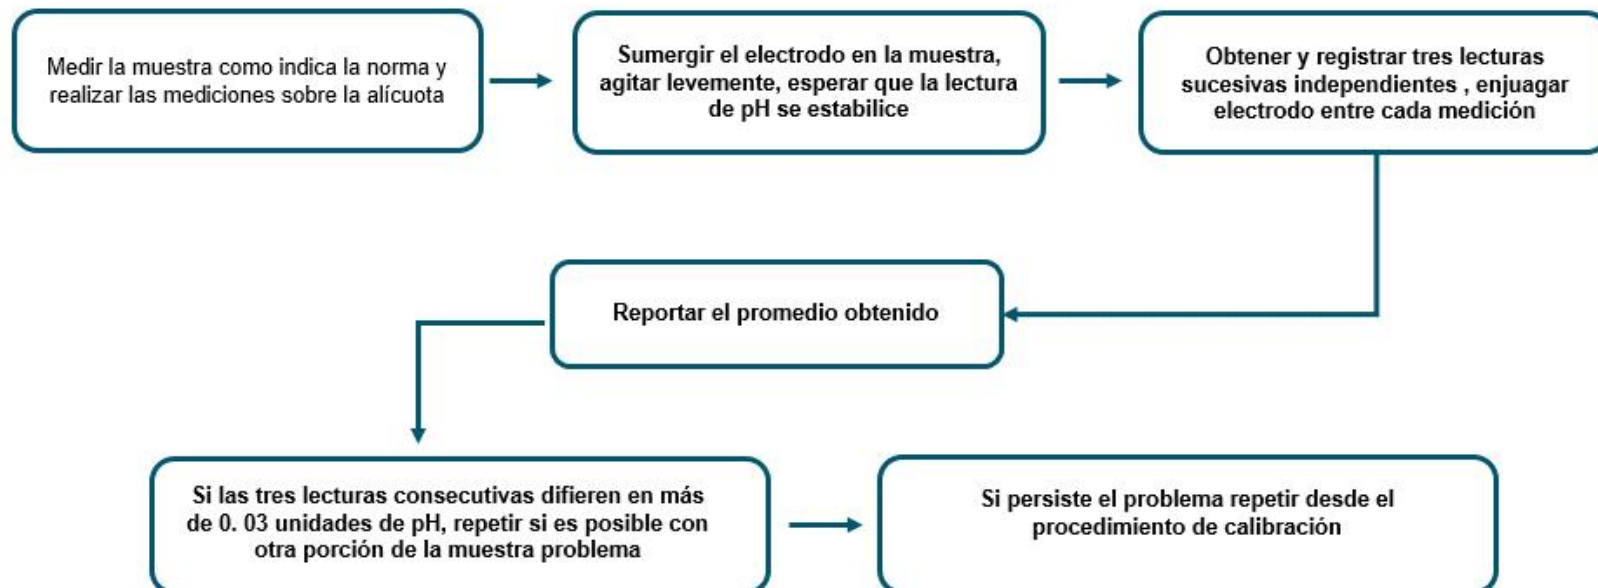 Medir la muestra como indica la norma y
realizar las mediciones sobre la alícuota
Sumergir el electrodo en la muestra,
agitar levemente, esperar que la lectura
de pH se estabilice
Obtener y registrar tres lecturas
sucesivas independientes , enjuagar
electrodo entre cada medición
Reportar el promedio obtenido
Si las tres lecturas consecutivas difieren en más
de 0. 03 unidades de pH, repetir si es posible con
otra porción de la muestra problema
Si persiste el problema repetir desde el
procedimiento de calibración